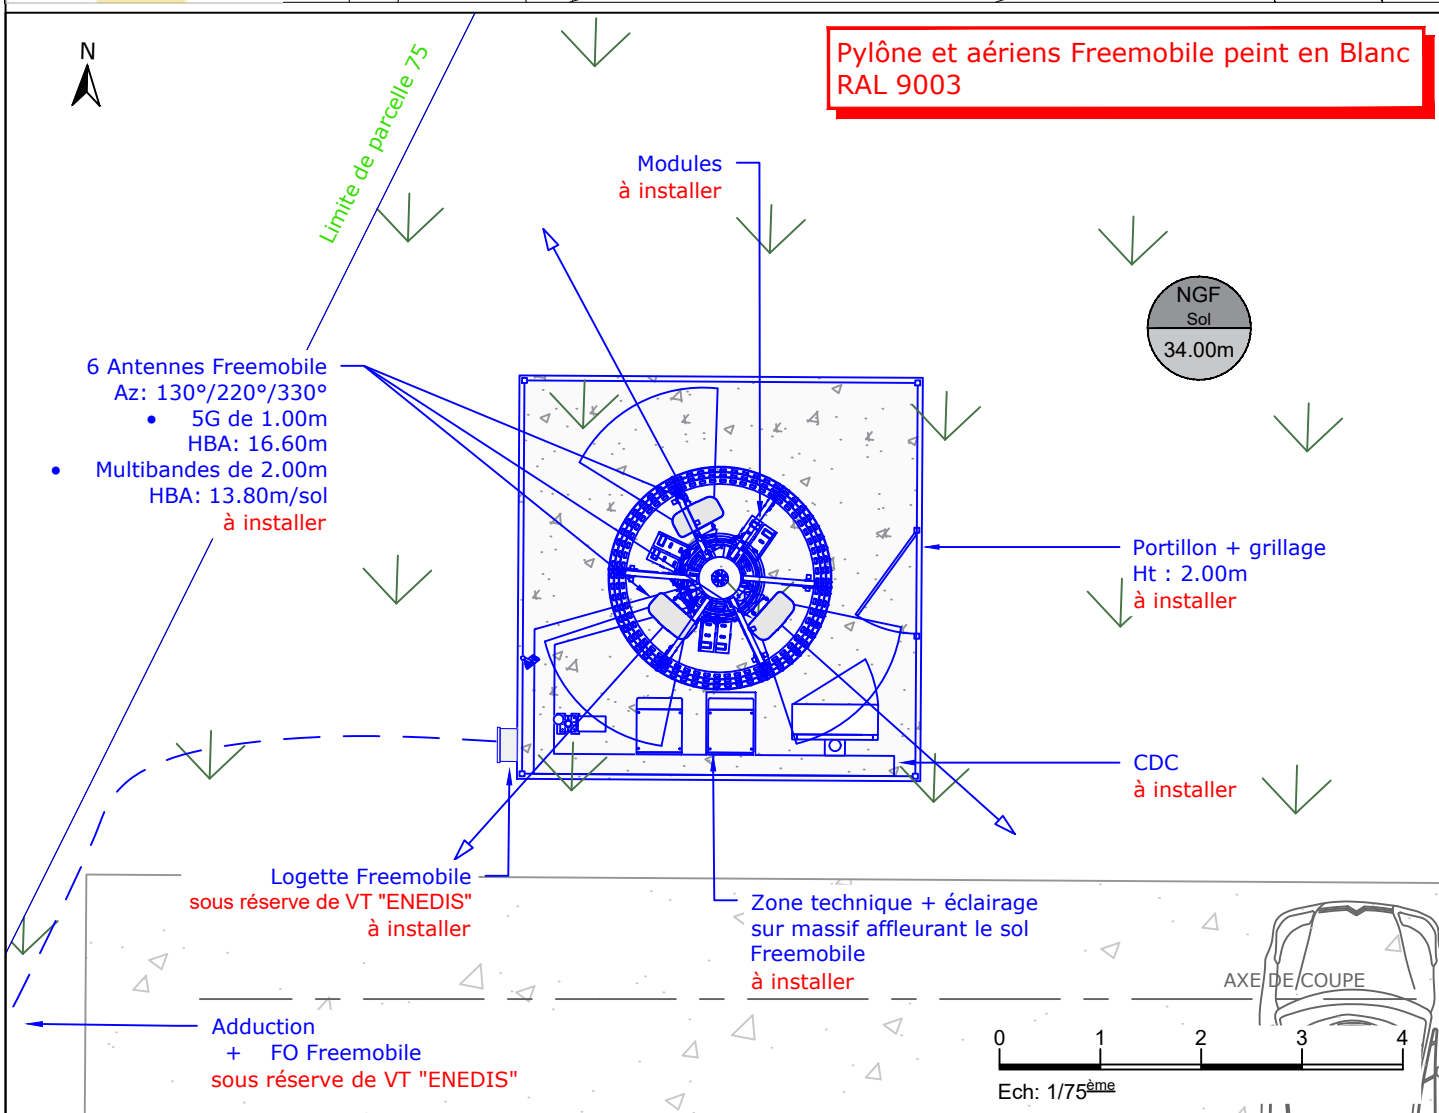 Pylône et aériens Freemobile peint en Blanc
RAL 9003
N
Limite de parcelle 75
Modules
à installer
NGF
Sol
34.00m
6 Antennes Freemobile
Az: 130°/220°/330°
• 5G de 1.00m
HBA: 16.60m
• Multibandes de 2.00m
HBA: 13.80m/sol
à installer
Portillon + grillage
Ht : 2.00m
à installer
CDC
à installer
Logette Freemobile
sous réserve de VT "ENEDIS"
à installer
Zone technique + éclairage
sur massif affleurant le sol
Freemobile
à installer
AXE DE COUPE
Adduction
+ FO Freemobile
sous réserve de VT "ENEDIS"
0 1 2 3 4
Ech: 1/75ème